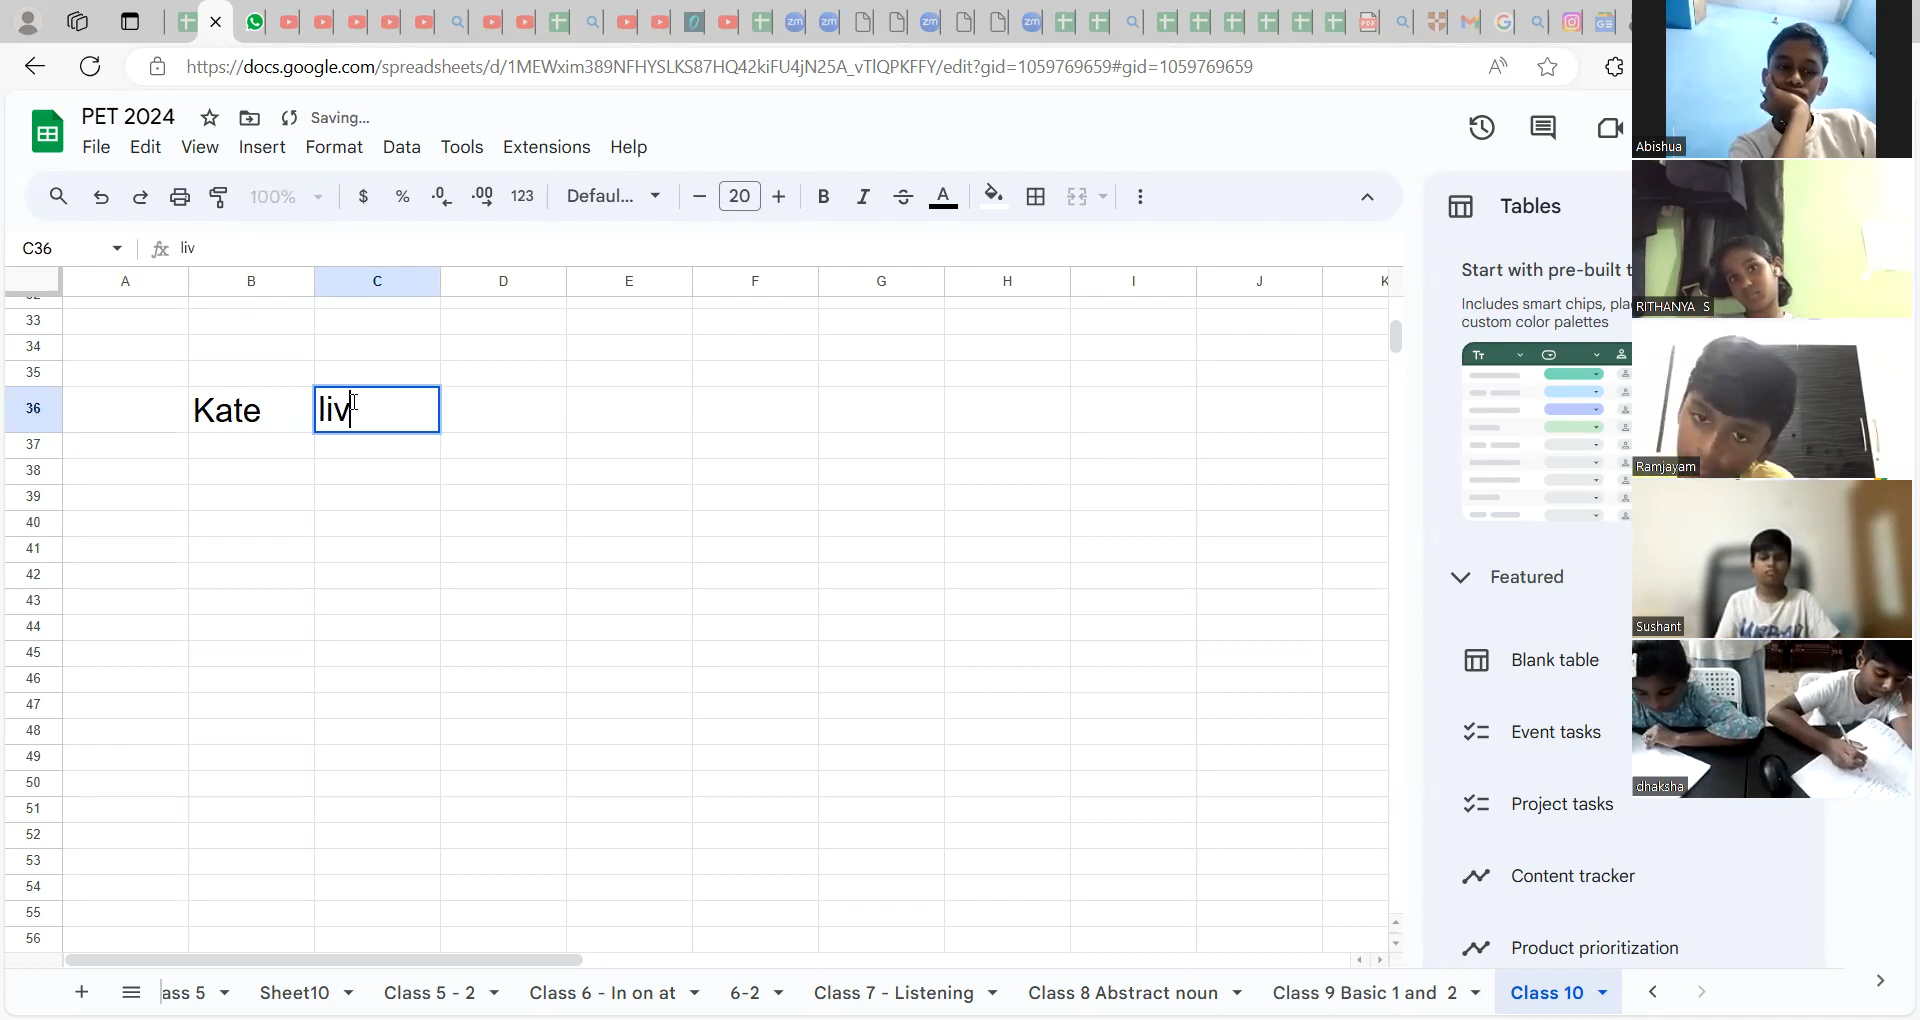 https://docs.google.com/spreadsheets/d/1MEWxim389NFHYSLKS87HQ42kiFU4jN25A_vTlQPKFFY/edit?gid=1059769659#gid=1059769659
PET 2024 Saving...
File Edit View Insert Format Data Tools Extensions Help
100% $ % .0 .00 123 Defaul... 20 B I S A
Tables
C36 fx liv
A B C D E F G H I J K
Start with pre-built t
Includes smart chips, pla
custom color palettes
33
34
35
36 Kate liv
37
38
39
40
41
42
43
44
45
46
47
48
49
50
51
52
53
54
55
56
Featured
Blank table
Event tasks
Project tasks
Content tracker
Product prioritization
Abishua
RITHANYA S
Ramjayam
Sushant
dhaksha
ass 5 Sheet10 Class 5 - 2 Class 6 - In on at 6-2 Class 7 - Listening Class 8 Abstract noun Class 9 Basic 1 and 2 Class 10